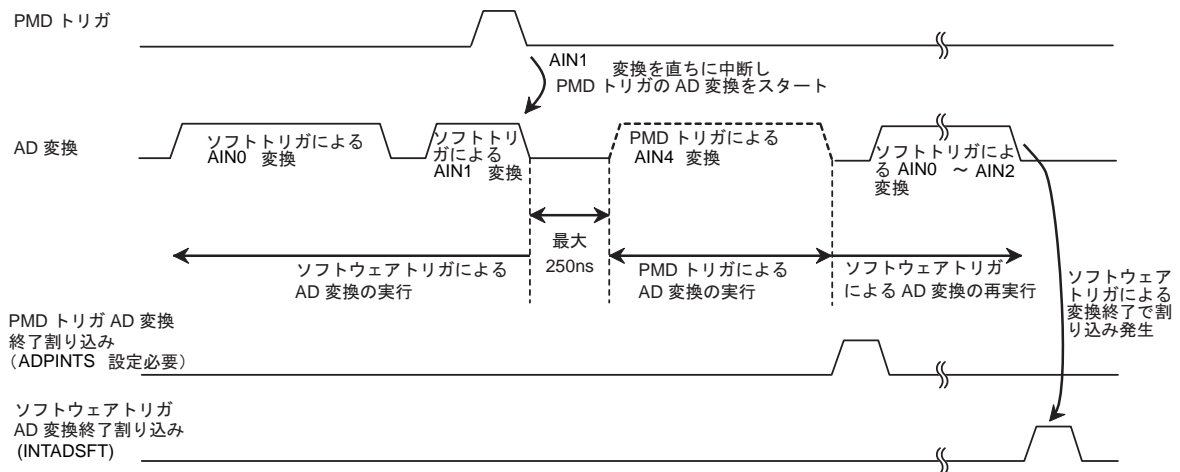 PMD トリガ
AIN1
変換を直ちに中断し
PMD トリガの AD 変換をスタート
AD 変換
ソフトトリガによる
AIN0 変換
ソフトトリ
ガによる
AIN1 変換
PMD トリガによる
AIN4 変換
ソフトトリガによ
る AIN0 ～ AIN2
変換
最大
250ns
ソフトウェアトリガによる
AD 変換の実行
PMD トリガによる
AD 変換の実行
ソフトウェアトリガ
による AD 変換の再実行
ソフトウェア
トリガによる
変換終了で割
り込み発生
PMD トリガ AD 変換
終了割り込み
（ADPINTS 設定必要）
ソフトウェアトリガ
AD 変換終了割り込み
(INTADSFT)